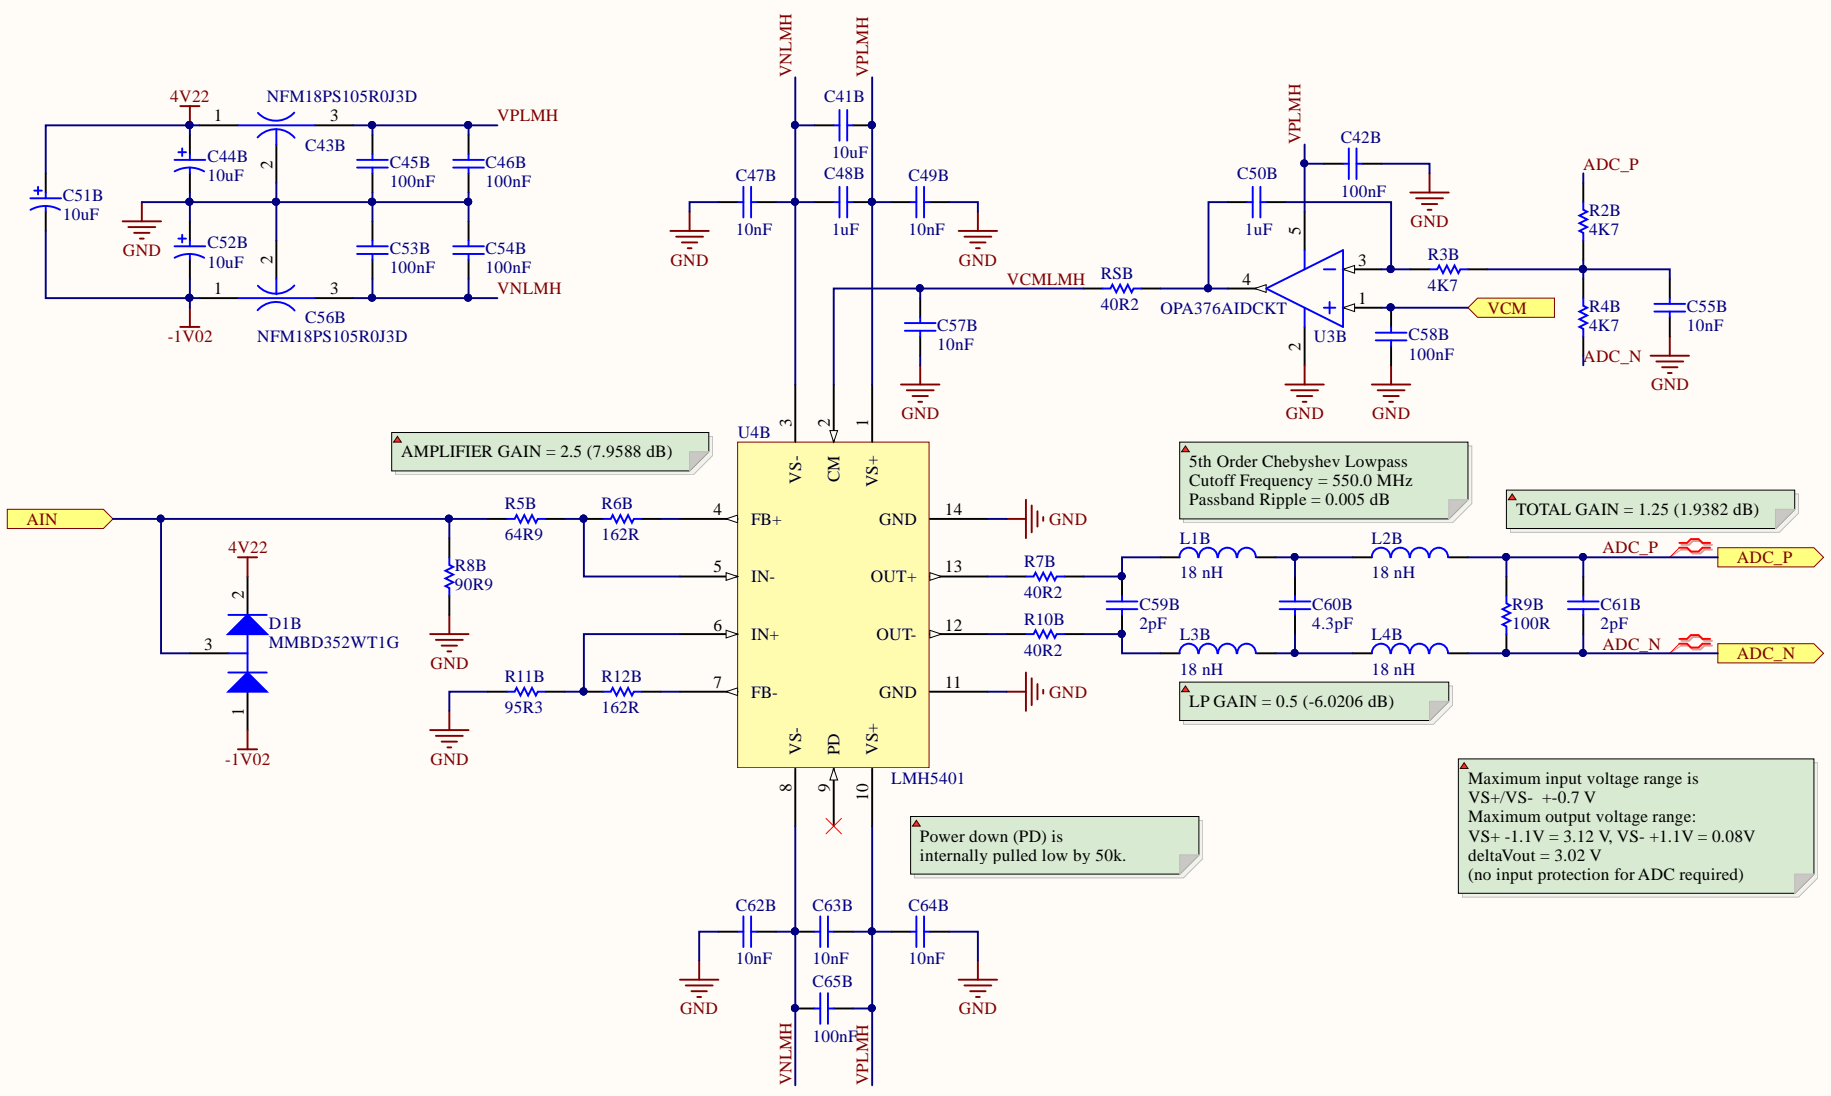 4V22
NFM18PS105R0J3D
1
3
VPLMH
C43B
2
C44B
10uF
C45B
100nF
C46B
100nF
C51B
10uF
GND
C52B
10uF
C53B
100nF
C54B
100nF
2
1
3
VNLMH
C56B
-1V02
NFM18PS105R0J3D
VNLMH
VPLMH
C41B
10uF
C47B
10nF
C48B
1uF
C49B
10nF
GND
GND
VCMLMH
RSB
40R2
C57B
10nF
GND
VPLMH
C42B
100nF
GND
C50B
1uF
5
4
3
1
2
OPA376AIDCKT
U3B
R3B
4K7
VCM
C58B
100nF
GND
GND
ADC_P
R2B
4K7
R4B
4K7
ADC_N
C55B
10nF
GND
AMPLIFIER GAIN = 2.5 (7.9588 dB)
U4B
3
2
1
VS-
CM
VS+
5th Order Chebyshev Lowpass
Cutoff Frequency = 550.0 MHz
Passband Ripple = 0.005 dB
TOTAL GAIN = 1.25 (1.9382 dB)
AIN
R5B
64R9
R6B
162R
4
FB+
GND
14
GND
R8B
90R9
GND
5
IN-
OUT+
13
R7B
40R2
4V22
2
D1B
MMBD352WT1G
3
1
-1V02
6
IN+
OUT-
12
R10B
40R2
R11B
95R3
R12B
162R
7
FB-
GND
11
GND
GND
VS-
PD
VS+
8
9
10
LMH5401
L1B
18 nH
L2B
18 nH
ADC_P
ADC_P
C59B
2pF
C60B
4.3pF
R9B
100R
C61B
2pF
L3B
18 nH
L4B
18 nH
ADC_N
ADC_N
LP GAIN = 0.5 (-6.0206 dB)
Maximum input voltage range is
VS+/VS- +-0.7 V
Maximum output voltage range:
VS+ -1.1V = 3.12 V, VS- +1.1V = 0.08V
deltaVout = 3.02 V
(no input protection for ADC required)
Power down (PD) is
internally pulled low by 50k.
C62B
10nF
C63B
10nF
C64B
10nF
GND
GND
C65B
100nF
VNLMH
VPLMH